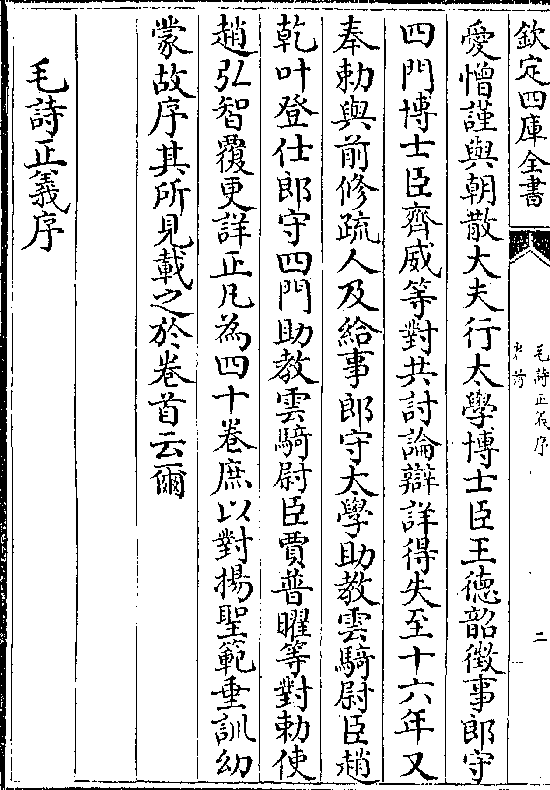 欽定四庫全書
毛詩正義序
二
愛憎謹與朝散大夫行太學博士臣王徳韶徴事郎守
四門博士臣齊威等對共討論辯詳得失至十六年又
奉勅與前修疏人及給事郎守太學助教雲騎尉臣趙
乾叶登仕郎守四門助教雲騎尉臣賈普曜等對勅使
趙弘智覆更詳正凡為四十卷庶以對揚聖範垂訓幼
蒙故序其所見載之於卷首云爾
毛詩正義序